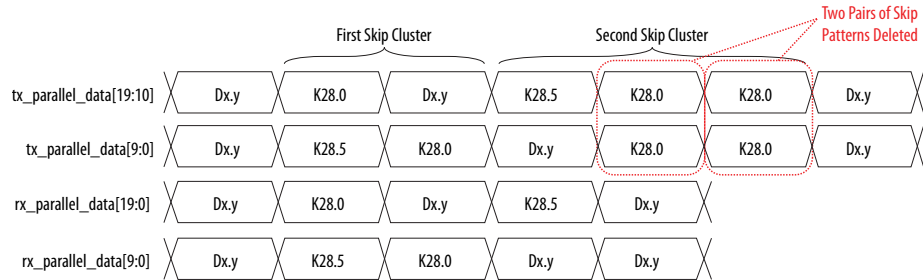 Two Pairs of Skip
Patterns Deleted
First Skip Cluster
Second Skip Cluster
tx_parallel_data[19:10] Dx.y K28.0 Dx.y K28.5 K28.0 K28.0 Dx.y
tx_parallel_data[9:0] Dx.y K28.5 K28.0 Dx.y K28.0 K28.0 Dx.y
rx_parallel_data[19:0] Dx.y K28.0 Dx.y K28.5 Dx.y
rx_parallel_data[9:0] Dx.y K28.5 K28.0 Dx.y Dx.y